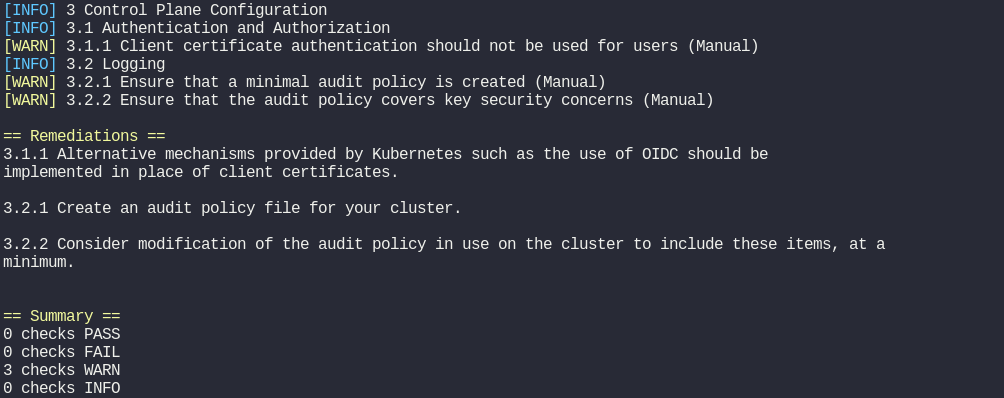 [INFO] 3 Control Plane Configuration
[INFO] 3.1 Authentication and Authorization
[WARN] 3.1.1 Client certificate authentication should not be used for users (Manual)
[INFO] 3.2 Logging
[WARN] 3.2.1 Ensure that a minimal audit policy is created (Manual)
[WARN] 3.2.2 Ensure that the audit policy covers key security concerns (Manual)
== Remediations ==
3.1.1 Alternative mechanisms provided by Kubernetes such as the use of OIDC should be
implemented in place of client certificates.
3.2.1 Create an audit policy file for your cluster.
3.2.2 Consider modification of the audit policy in use on the cluster to include these items, at a
minimum.
== Summary ==
0 checks PASS
0 checks FAIL
3 checks WARN
0 checks INFO